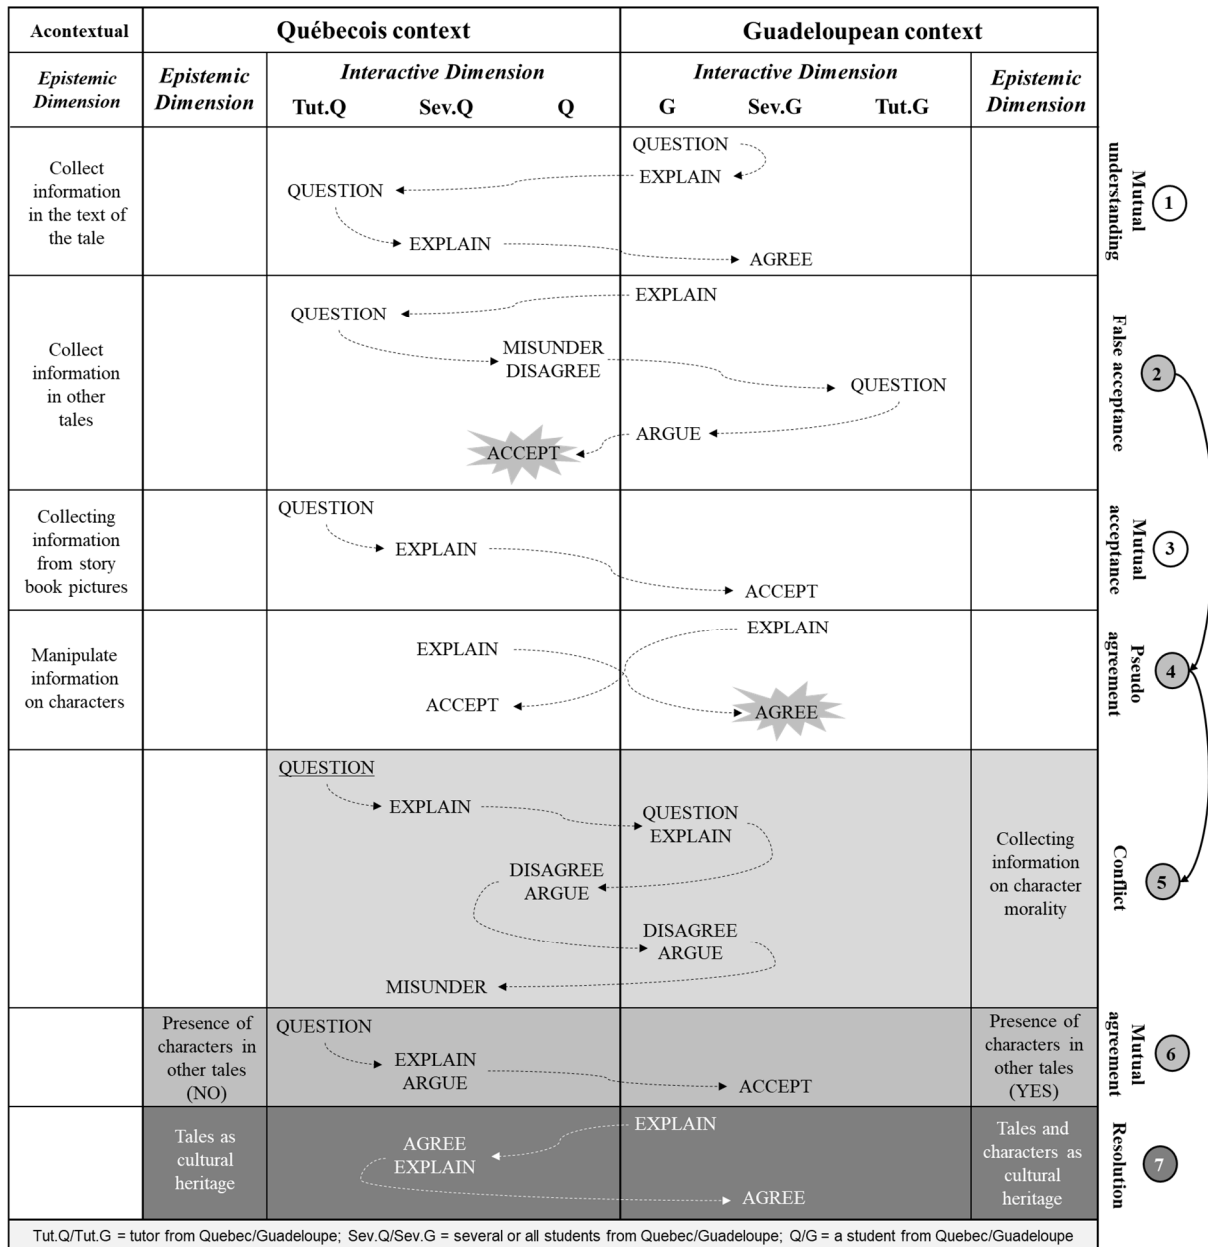 Acontextual
Québecois context
Guadeloupean context
Epistemic
Dimension
Epistemic
Dimension
Interactive Dimension
Tut.Q Sev.Q Q
Interactive Dimension
G Sev.G Tut.G
Epistemic
Dimension
Collect
information
in the text of
the tale
QUESTION
EXPLAIN
QUESTION
EXPLAIN
AGREE
Mutual
understanding
1
Collect
information
in other
tales
EXPLAIN
QUESTION
MISUNDER
DISAGREE
QUESTION
ARGUE
ACCEPT
False acceptance
2
Collecting
information
from story
book pictures
QUESTION
EXPLAIN
ACCEPT
Mutual
acceptance
3
Manipulate
information
on characters
EXPLAIN
EXPLAIN
ACCEPT
AGREE
Pseudo
agreement
4
QUESTION
EXPLAIN
QUESTION
EXPLAIN
DISAGREE
ARGUE
DISAGREE
ARGUE
MISUNDER
Collecting
information
on character
morality
Conflict
5
Presence of
characters in
other tales
(NO)
QUESTION
EXPLAIN
ARGUE
ACCEPT
Presence of
characters in
other tales
(YES)
Mutual
agreement
6
Tales as
cultural
heritage
EXPLAIN
AGREE
EXPLAIN
AGREE
Tales and
characters as
cultural
heritage
Resolution
7
Tut.Q/Tut.G = tutor from Quebec/Guadeloupe; Sev.Q/Sev.G = several or all students from Quebec/Guadeloupe; Q/G = a student from Quebec/Guadeloupe